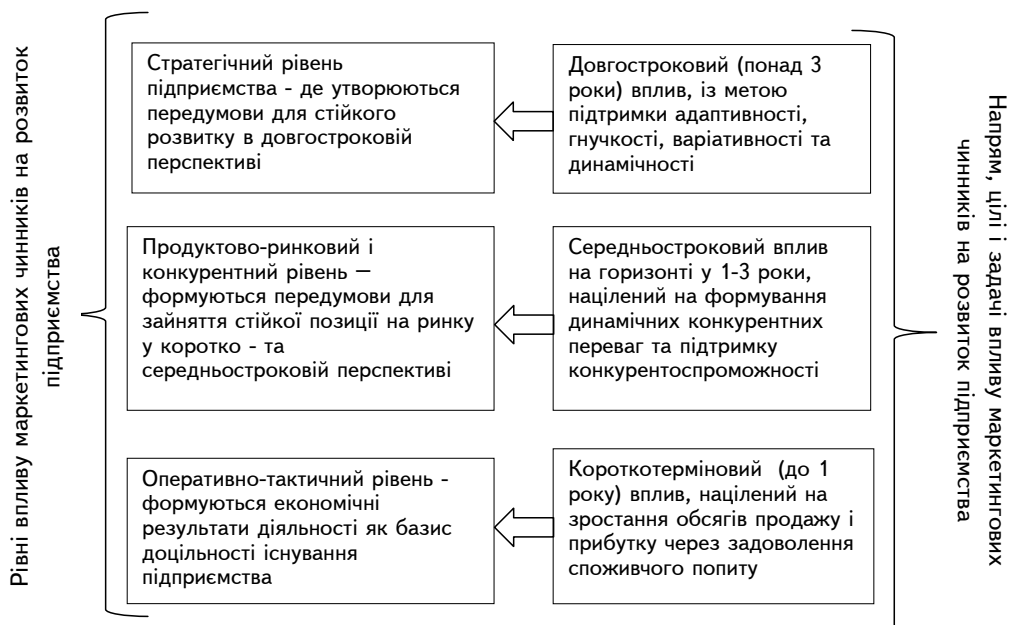 Рівні впливу маркетингових чинників на розвиток
підприємства
Стратегічний рівень
підприємства - де утворюються
передумови для стійкого
розвитку в довгостроковій
перспективі
Довгостроковий (понад 3
роки) вплив, із метою
підтримки адаптивності,
гнучкості, варіативності та
динамічності
Продуктово-ринковий і
конкурентний рівень –
формуються передумови для
зайняття стійкої позиції на ринку
у коротко - та
середньостроковій перспективі
Середньостроковий вплив
на горизонті у 1-3 роки,
націлений на формування
динамічних конкурентних
переваг та підтримку
конкурентоспроможності
Оперативно-тактичний рівень -
формуються економічні
результати діяльності як базис
доцільності існування
підприємства
Короткотерміновий (до 1
року) вплив, націлений на
зростання обсягів продажу і
прибутку через задоволення
споживчого попиту
Напрям, цілі і задачі впливу маркетингових
чинників на розвиток підприємства